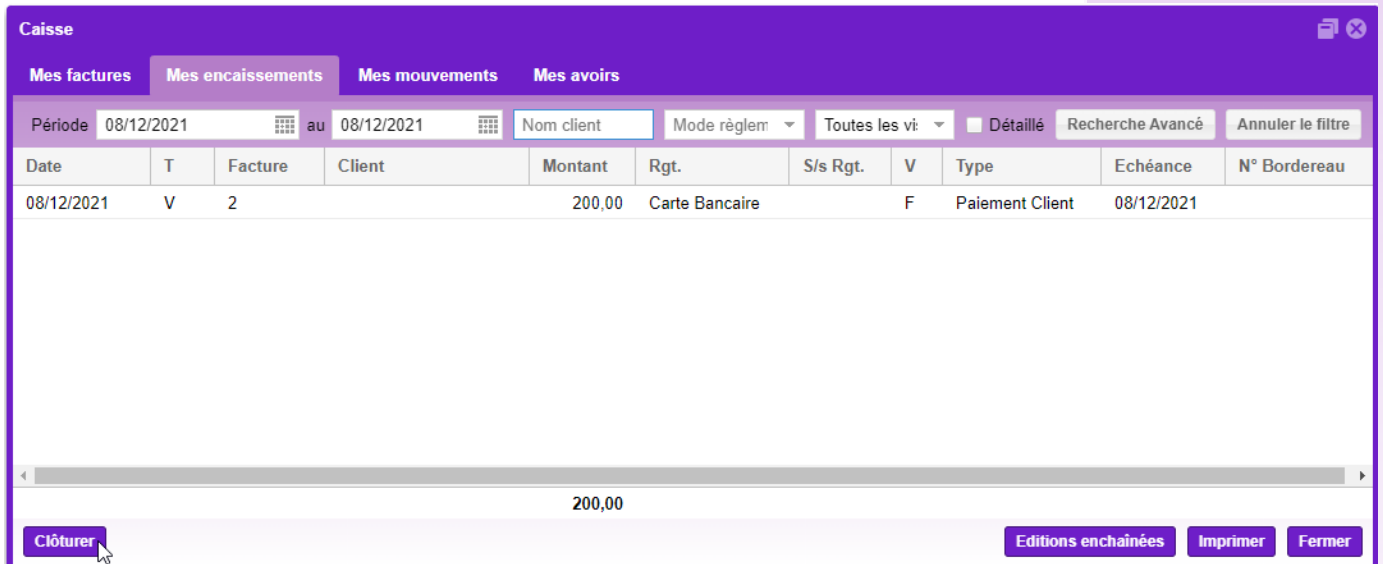 Caisse
Mes factures Mes encaissements Mes mouvements Mes avoirs
Période 08/12/2021 au 08/12/2021 Nom client Mode règlem Toutes les vi: Détaillé Recherche Avancé Annuler le filtre
Date T Facture Client Montant Rgt. S/s Rgt. V Type Echéance N° Bordereau
08/12/2021 V 2 200,00 Carte Bancaire F Paiement Client 08/12/2021
200,00
Clôturer Editions enchaînées Imprimer Fermer